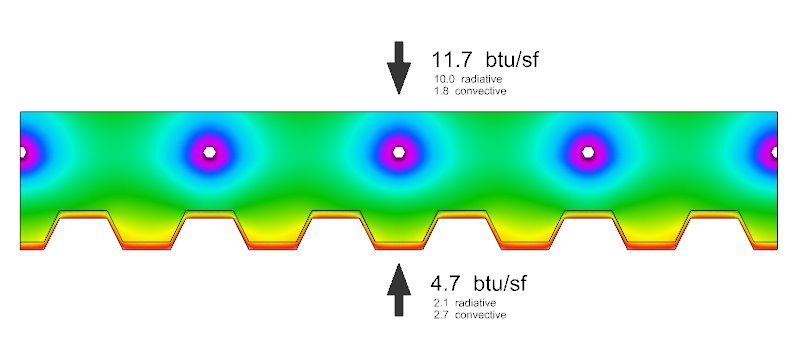 11.7 btu/sf
10.0 radiative
1.8 convective
4.7 btu/sf
2.1 radiative
2.7 convective